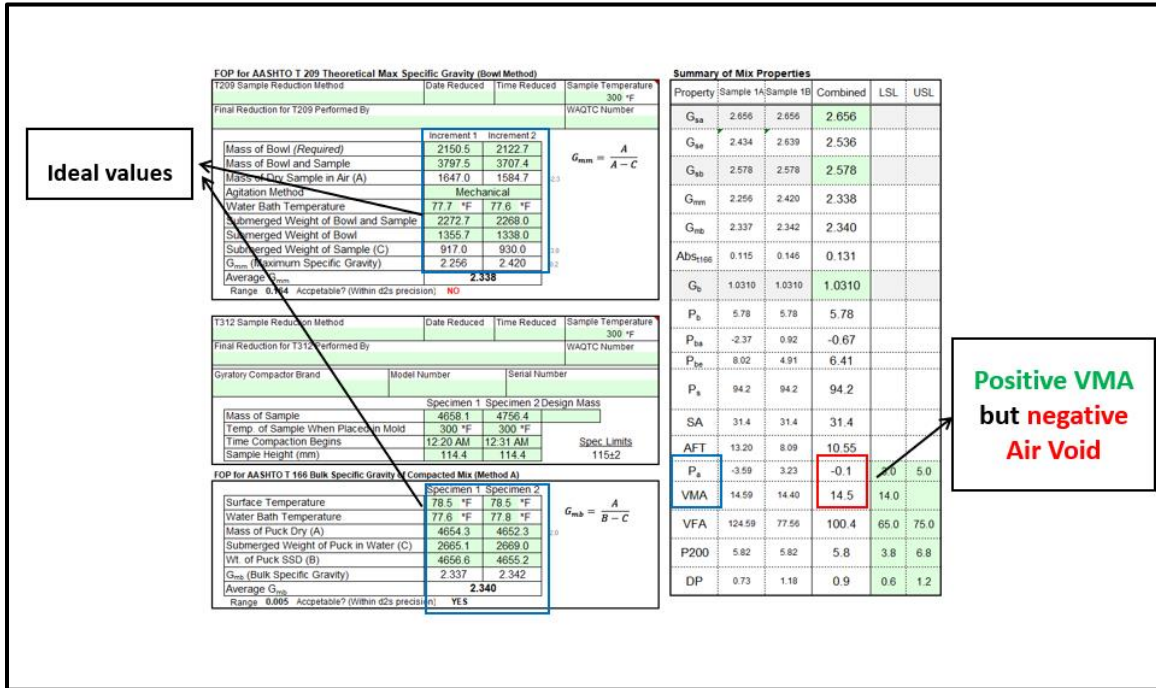 Ideal values
FOP for AASHTO T 209 Theoretical Max Specific Gravity (Bowl Method)
T209 Sample Reduction Method Date Reduced Time Reduced Sample Temperature
300 °F
Final Reduction for T209 Performed By WAQTC Number
Increment 1 Increment 2
Mass of Bowl (Required) 2150.5 2122.7
Mass of Bowl and Sample 3797.5 3707.4
Mass of Dry Sample in Air (A) 1647.0 1584.7
Agitation Method Mechanical
Water Bath Temperature 77.7 °F 77.6 °F
Submerged Weight of Bowl and Sample 2272.7 2268.0
Submerged Weight of Bowl 1355.7 1338.0
Submerged Weight of Sample (C) 917.0 930.0
Gmm (Maximum Specific Gravity) 2.256 2.420
Average Gmm 2.338
Range 0.164 Accpetable? (Within d2s precision) NO
Gmm = A / A − C
T312 Sample Reduction Method Date Reduced Time Reduced Sample Temperature
300 °F
Final Reduction for T312 Performed By WAQTC Number
Gyratory Compactor Brand Model Number Serial Number
Specimen 1 Specimen 2 Design Mass
Mass of Sample 4658.1 4756.4
Temp. of Sample When Placed in Mold 300 °F 300 °F
Time Compaction Begins 12:20 AM 12:31 AM Spec Limits
Sample Height (mm) 114.4 114.4 115±2
FOP for AASHTO T 166 Bulk Specific Gravity of Compacted Mix (Method A)
Specimen 1 Specimen 2
Surface Temperature 78.5 °F 78.5 °F
Water Bath Temperature 77.6 °F 77.8 °F
Mass of Puck Dry (A) 4654.3 4652.3
Submerged Weight of Puck in Water (C) 2665.1 2669.0
Wt. of Puck SSD (B) 4656.6 4655.2
Gmb (Bulk Specific Gravity) 2.337 2.342
Average Gmb 2.340
Range 0.005 Accpetable? (Within d2s precision) YES
Gmb = A / B − C
Summary of Mix Properties
Property Sample 1A Sample 1B Combined LSL USL
Gsa 2.656 2.656 2.656
Gse 2.434 2.639 2.536
Gsb 2.578 2.578 2.578
Gmm 2.256 2.420 2.338
Gmb 2.337 2.342 2.340
AbsT166 0.115 0.146 0.131
Gb 1.0310 1.0310 1.0310
Pb 5.78 5.78 5.78
Pba -2.37 0.92 -0.67
Pbe 8.02 4.91 6.41
Ps 94.2 94.2 94.2
SA 31.4 31.4 31.4
AFT 13.20 8.09 10.55
Pa -3.59 3.23 -0.1 5.0
VMA 14.59 14.40 14.5 14.0
VFA 124.59 77.56 100.4 65.0 75.0
P200 5.82 5.82 5.8 3.8 6.8
DP 0.73 1.18 0.9 0.6 1.2
Positive VMA
but negative
Air Void